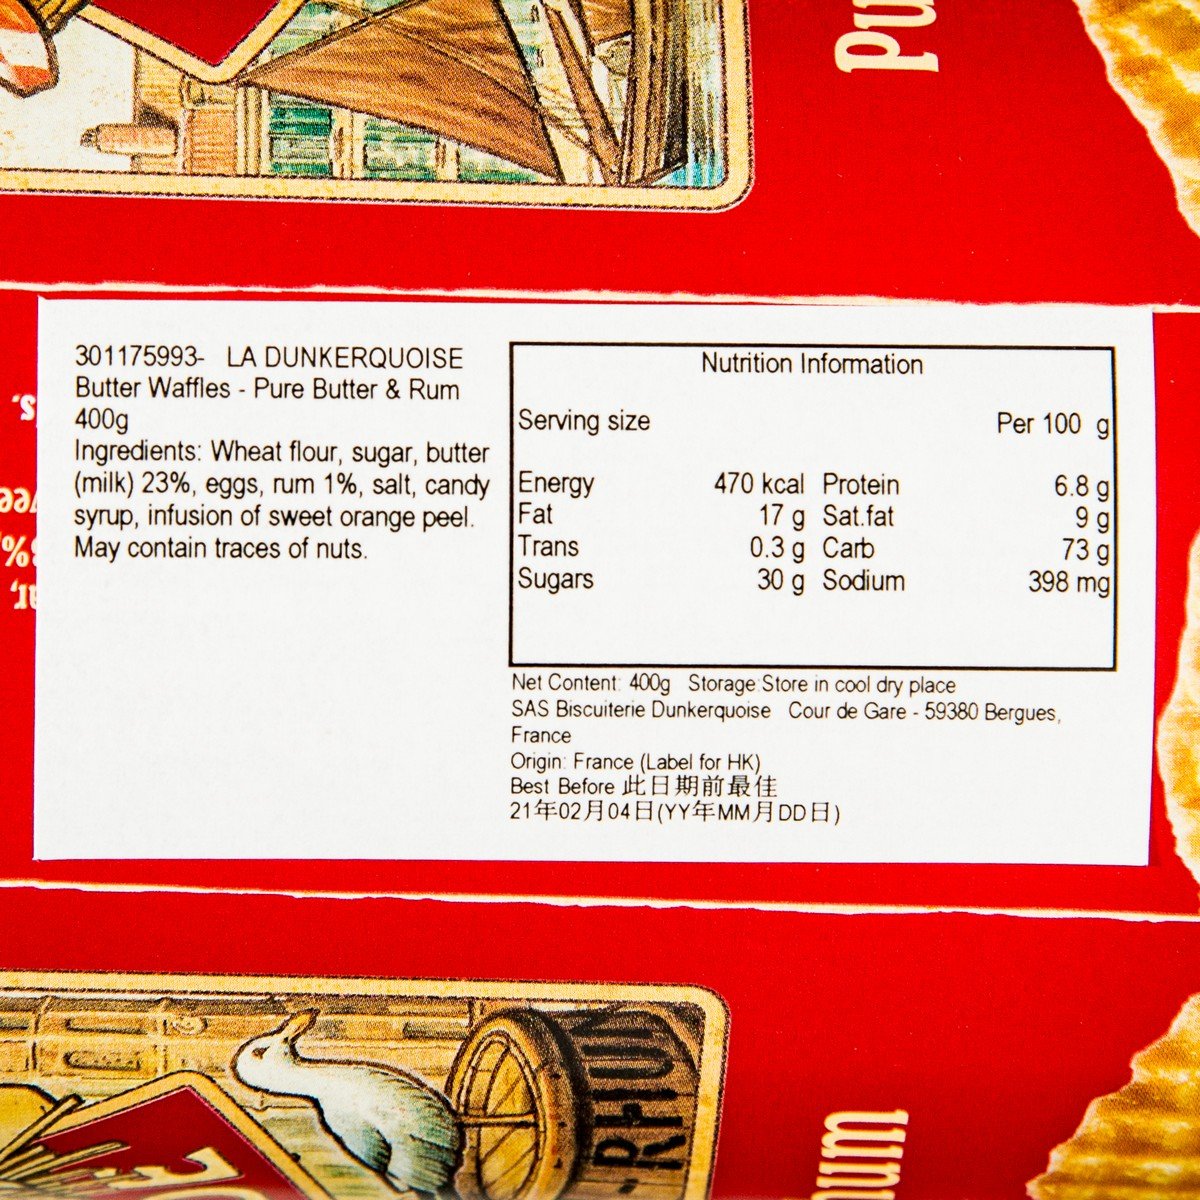 pu
301175993- LA DUNKERQUOISE
Butter Waffles - Pure Butter & Rum
400g
Ingredients: Wheat flour, sugar, butter
(milk) 23%, eggs, rum 1%, salt, candy
syrup, infusion of sweet orange peel.
May contain traces of nuts.
Nutrition Information
Serving size Per 100 g
Energy 470 kcal Protein 6.8 g
Fat 17 g Sat.fat 9 g
Trans 0.3 g Carb 73 g
Sugars 30 g Sodium 398 mg
Net Content: 400g Storage:Store in cool dry place
SAS Biscuiterie Dunkerquoise Cour de Gare - 59380 Bergues,
France
Origin: France (Label for HK)
Best Before 此日期前最佳
21年02月04日(YY年MM月DD日)
RHUM
um